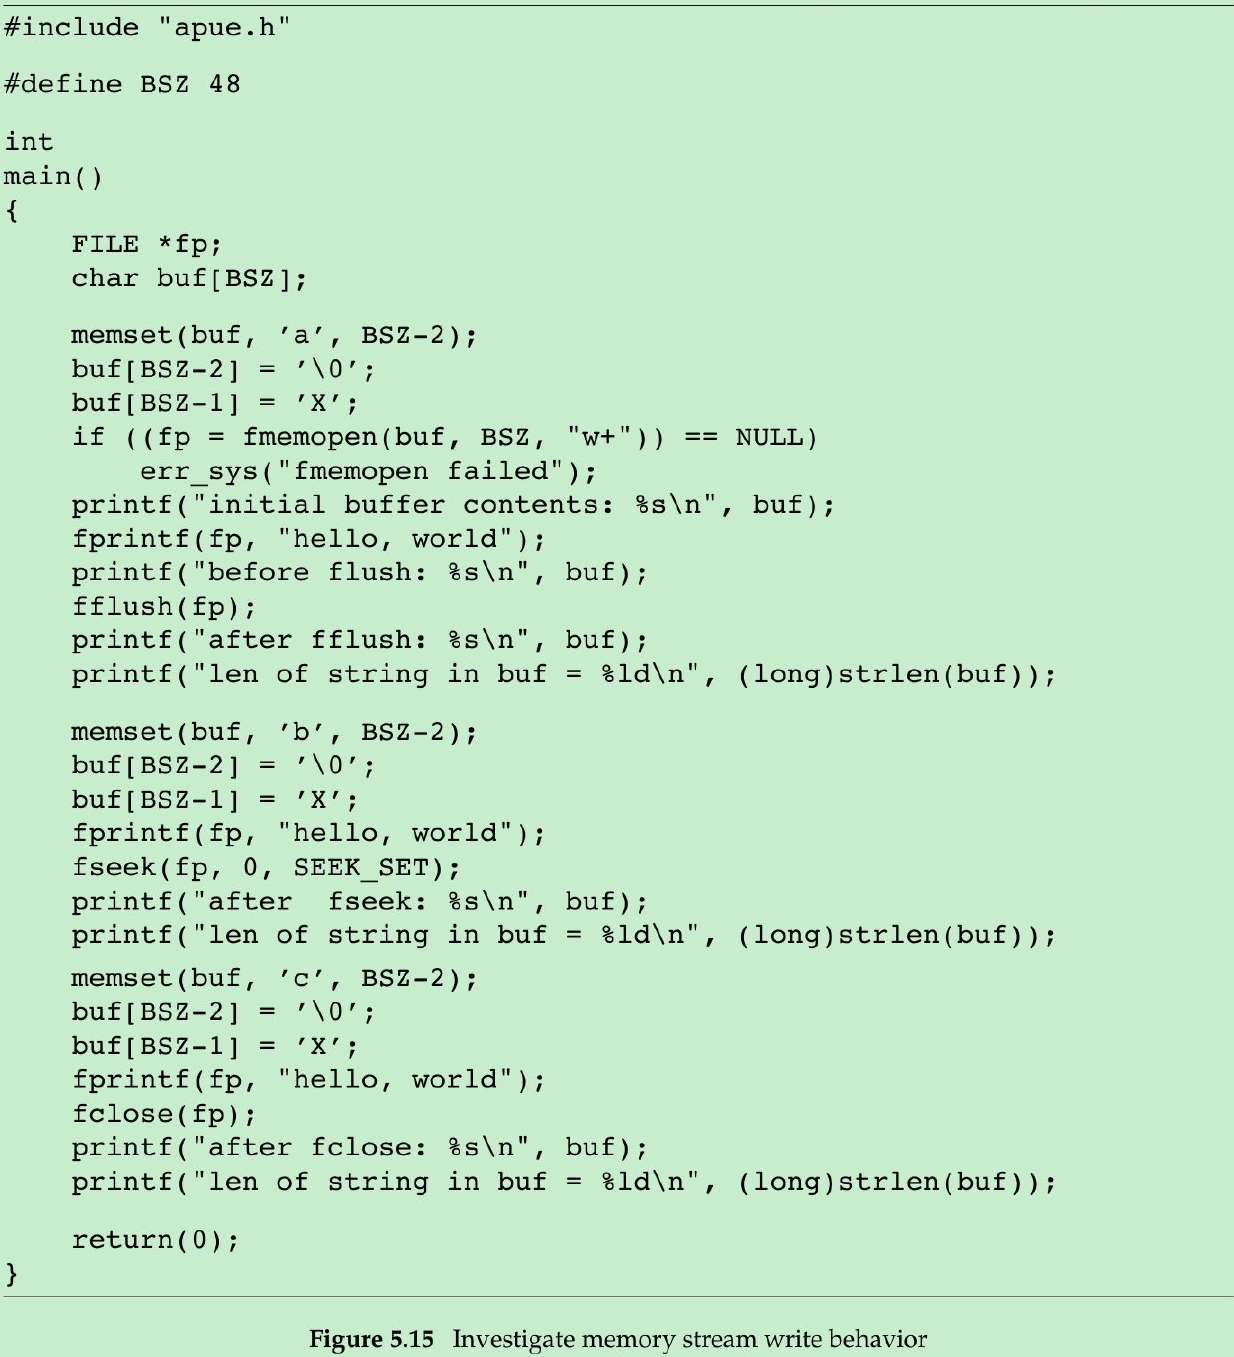 #include "apue.h"
#define BSZ 48
int
main()
{
    FILE *fp;
    char buf[BSZ];
    memset(buf, ’a’, BSZ-2);
    buf[BSZ-2] = ’\0’;
    buf[BSZ-1] = ’X’;
    if ((fp = fmemopen(buf, BSZ, "w+")) == NULL)
        err_sys("fmemopen failed");
    printf("initial buffer contents: %s\n", buf);
    fprintf(fp, "hello, world");
    printf("before flush: %s\n", buf);
    fflush(fp);
    printf("after fflush: %s\n", buf);
    printf("len of string in buf = %ld\n", (long)strlen(buf));
    memset(buf, ’b’, BSZ-2);
    buf[BSZ-2] = ’\0’;
    buf[BSZ-1] = ’X’;
    fprintf(fp, "hello, world");
    fseek(fp, 0, SEEK_SET);
    printf("after  fseek: %s\n", buf);
    printf("len of string in buf = %ld\n", (long)strlen(buf));
    memset(buf, ’c’, BSZ-2);
    buf[BSZ-2] = ’\0’;
    buf[BSZ-1] = ’X’;
    fprintf(fp, "hello, world");
    fclose(fp);
    printf("after fclose: %s\n", buf);
    printf("len of string in buf = %ld\n", (long)strlen(buf));
    return(0);
}
Figure 5.15 Investigate memory stream write behavior